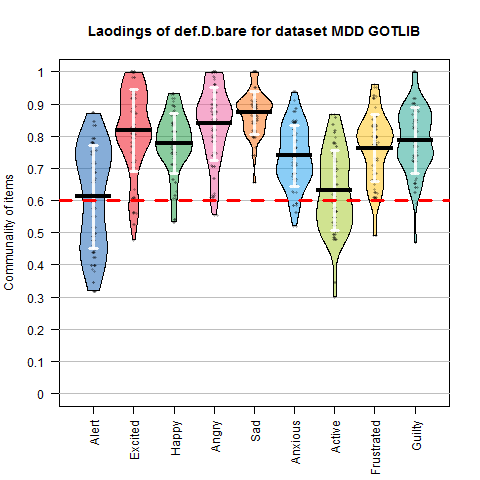 Laodings of def.D.bare for dataset MDD GOTLIB
Communality of items
1
0.9
0.8
0.7
0.6
0.5
0.4
0.3
0.2
0.1
0
Alert
Excited
Happy
Angry
Sad
Anxious
Active
Frustrated
Guilty